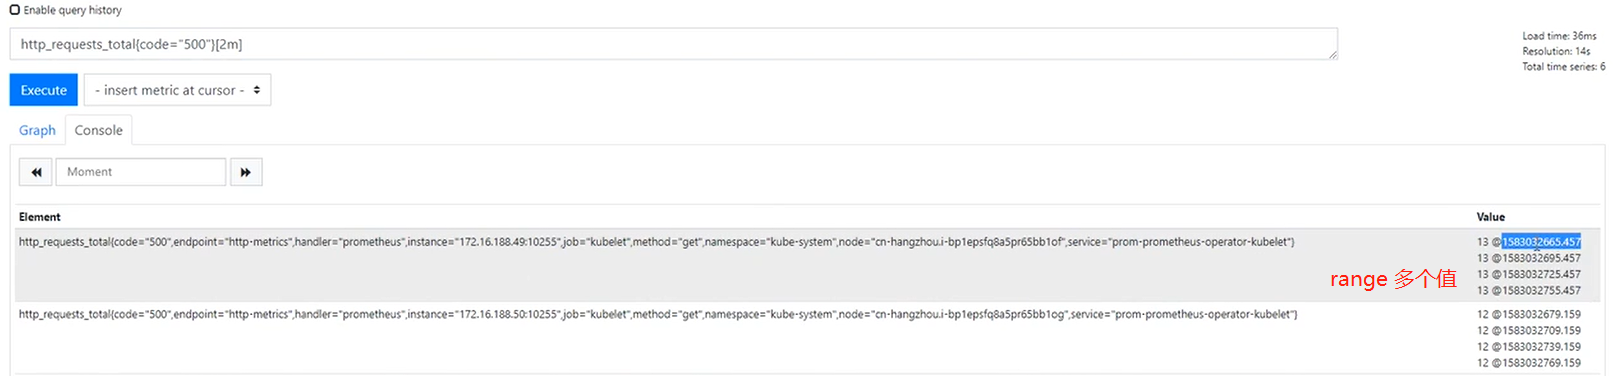 Enable query history
http_requests_total{code="500"}[2m]
Load time: 36ms
Resolution: 14s
Total time series: 6
Execute
- insert metric at cursor -
Graph
Console
Moment
Element
Value
http_requests_total{code="500",endpoint="http-metrics",handler="prometheus",instance="172.16.188.49:10255",job="kubelet",method="get",namespace="kube-system",node="cn-hangzhou.i-bp1epsfq8a5pr65bb1of",service="prom-prometheus-operator-kubelet"}
13 @1583032665.457
13 @1583032695.457
13 @1583032725.457
13 @1583032755.457
range 多个值
http_requests_total{code="500",endpoint="http-metrics",handler="prometheus",instance="172.16.188.50:10255",job="kubelet",method="get",namespace="kube-system",node="cn-hangzhou.i-bp1epsfq8a5pr65bb1og",service="prom-prometheus-operator-kubelet"}
12 @1583032679.159
12 @1583032709.159
12 @1583032739.159
12 @1583032769.159